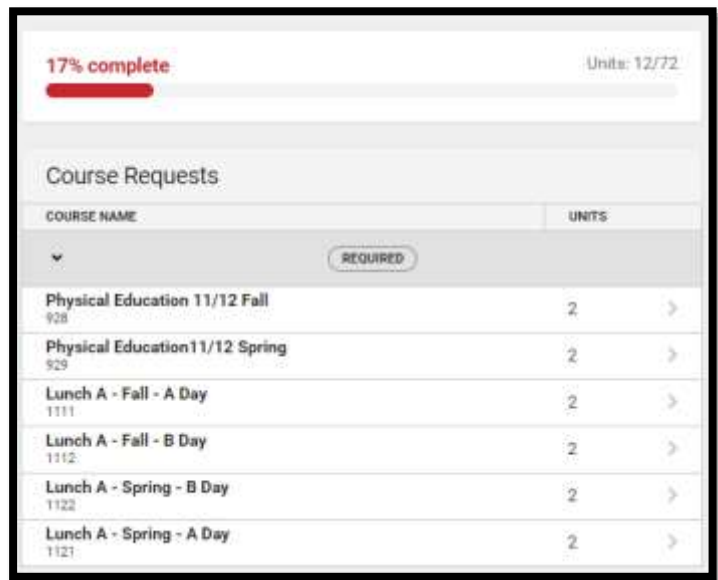 17% complete Units: 12/72
Course Requests
COURSE NAME UNITS
REQUIRED
Physical Education 11/12 Fall 2
928
Physical Education11/12 Spring 2
929
Lunch A - Fall - A Day 2
1111
Lunch A - Fall - B Day 2
1112
Lunch A - Spring - B Day 2
1122
Lunch A - Spring - A Day 2
1121